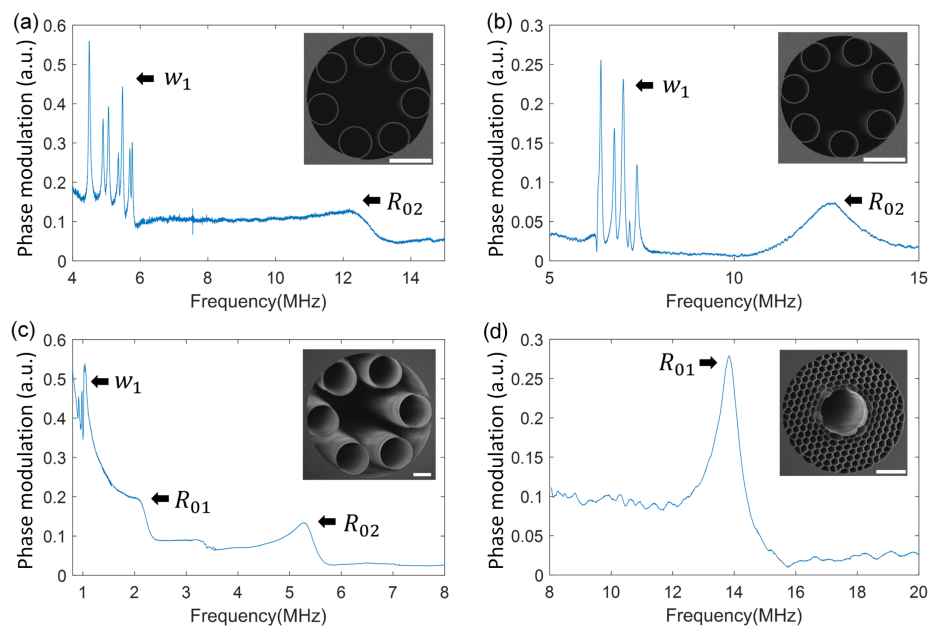 (a)
Phase modulation (a.u.)
0.6
0.5
0.4
0.3
0.2
0.1
0
w₁
R₀₂
4 6 8 10 12 14
Frequency(MHz)
(b)
Phase modulation (a.u.)
0.3
0.25
0.2
0.15
0.1
0.05
0
w₁
R₀₂
5 10 15
Frequency(MHz)
(c)
Phase modulation (a.u.)
0.6
0.5
0.4
0.3
0.2
0.1
0
w₁
R₀₁
R₀₂
1 2 3 4 5 6 7 8
Frequency(MHz)
(d)
Phase modulation (a.u.)
0.3
0.25
0.2
0.15
0.1
0.05
0
R₀₁
8 10 12 14 16 18 20
Frequency(MHz)